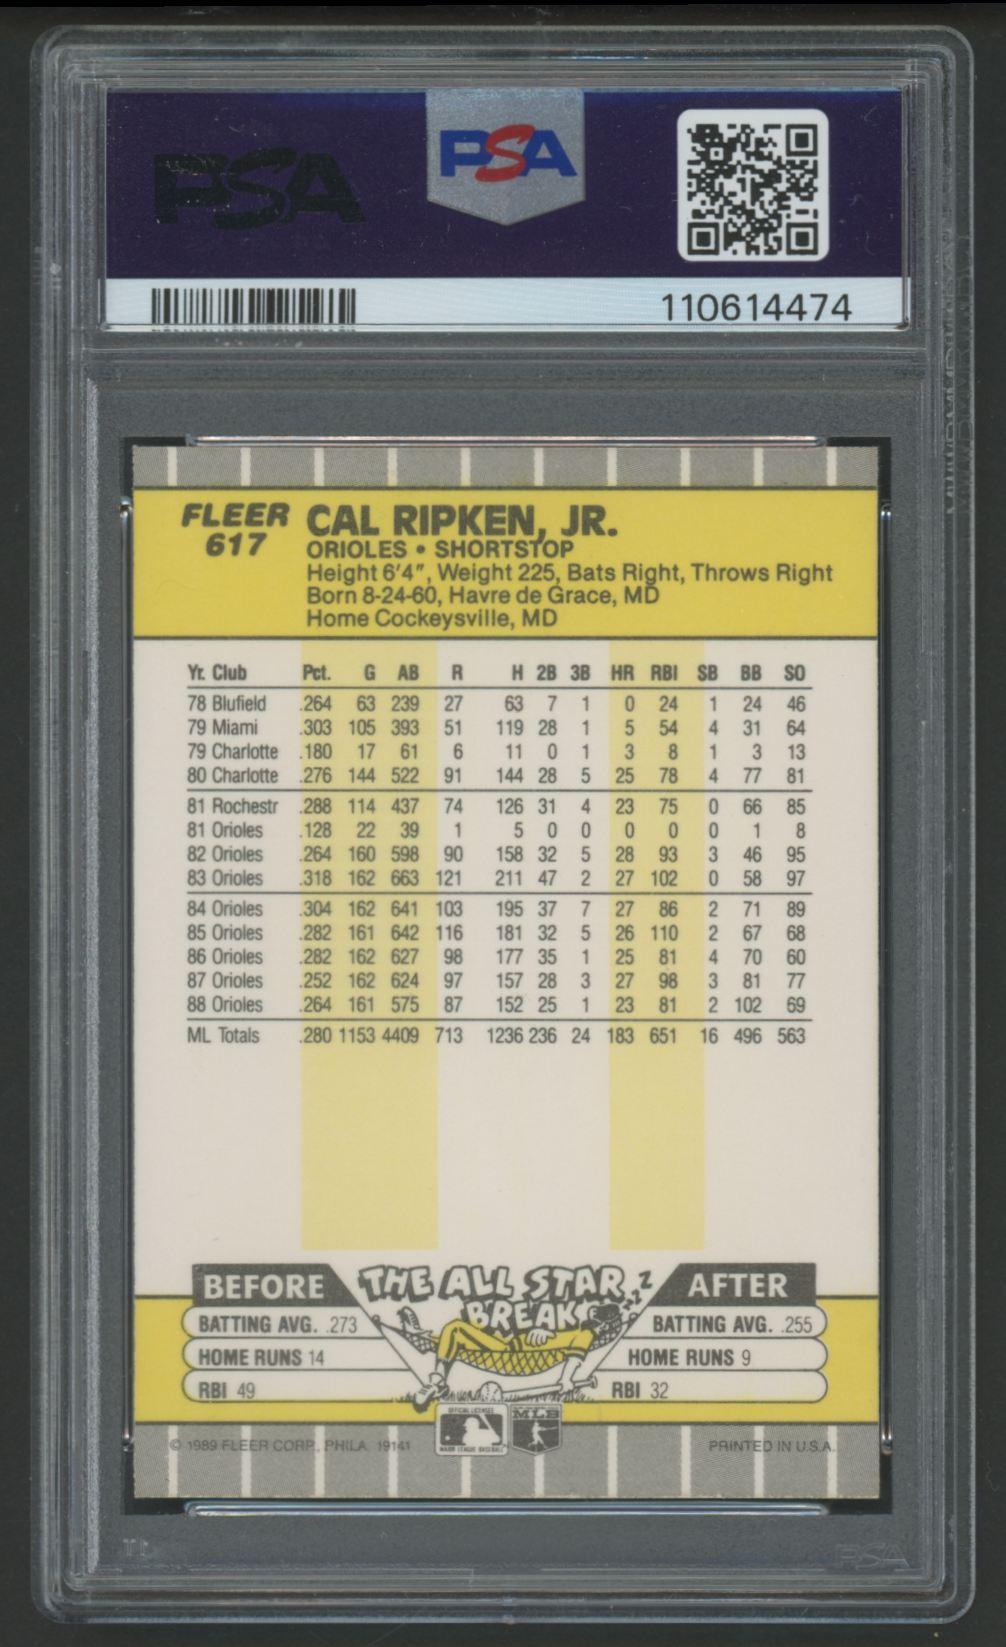 PSA
PSA
110614474
FLEER
617
CAL RIPKEN, JR.
ORIOLES • SHORTSTOP
Height 6'4", Weight 225, Bats Right, Throws Right
Born 8-24-60, Havre de Grace, MD
Home Cockeysville, MD
Yr. Club Pct. G AB R H 2B 3B HR RBI SB BB SO
78 Blufield .264 63 239 27 63 7 1 0 24 1 24 46
79 Miami .303 105 393 51 119 28 1 5 54 4 31 64
79 Charlotte .180 17 61 6 11 0 1 3 8 1 3 13
80 Charlotte .276 144 522 91 144 28 5 25 78 4 77 81
81 Rochestr .288 114 437 74 126 31 4 23 75 0 66 85
81 Orioles .128 22 39 1 5 0 0 0 0 0 1 8
82 Orioles .264 160 598 90 158 32 5 28 93 3 46 95
83 Orioles .318 162 663 121 211 47 2 27 102 0 58 97
84 Orioles .304 162 641 103 195 37 7 27 86 2 71 89
85 Orioles .282 161 642 116 181 32 5 26 110 2 67 68
86 Orioles .282 162 627 98 177 35 1 25 81 4 70 60
87 Orioles .252 162 624 97 157 28 3 27 98 3 81 77
88 Orioles .264 161 575 87 152 25 1 23 81 2 102 69
ML Totals .280 1153 4409 713 1236 236 24 183 651 16 496 563
BEFORE
BATTING AVG. .273
HOME RUNS 14
RBI 49
THE ALL STAR
BREAK
ZZZ
AFTER
BATTING AVG. .255
HOME RUNS 9
RBI 32
OFFICIAL LICENSEE
MAJOR LEAGUE BASEBALL
MLB
© 1989 FLEER CORP., PHILA. 19141
PRINTED IN U.S.A.
PSA